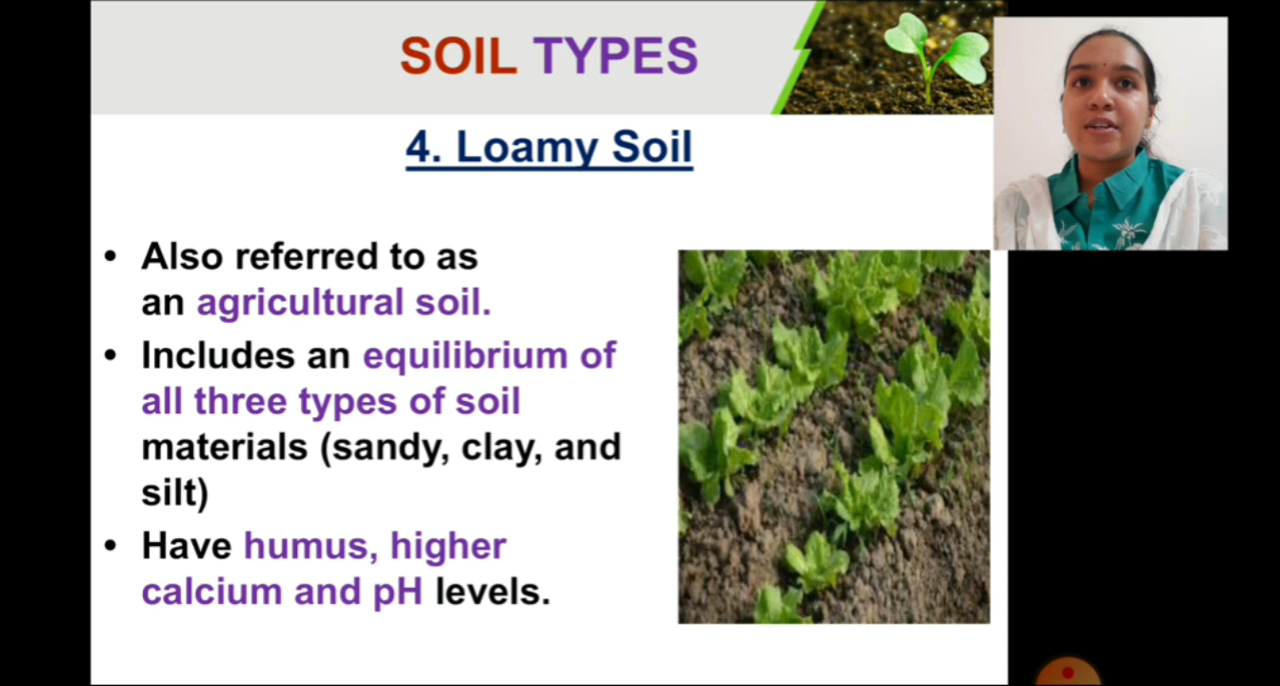 SOIL TYPES
4. Loamy Soil
• Also referred to as
an agricultural soil.
• Includes an equilibrium of
all three types of soil
materials (sandy, clay, and
silt)
• Have humus, higher
calcium and pH levels.